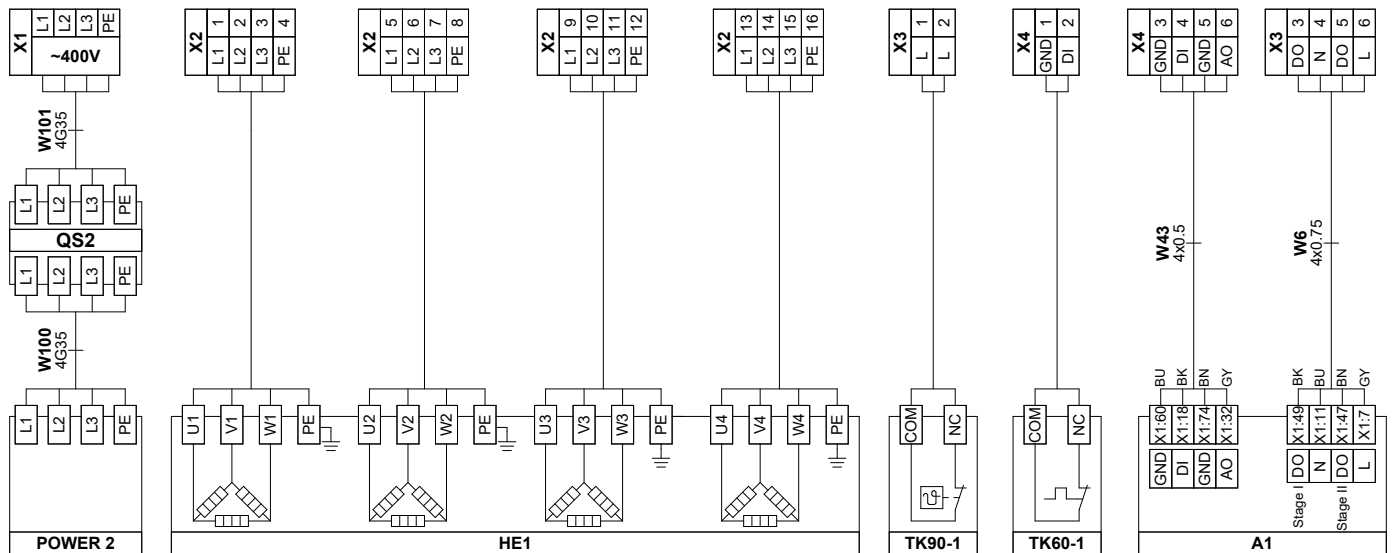 X1
L1
L2
L3
PE
~400V
X2
L1 1
L2 2
L3 3
PE 4
X2
L1 5
L2 6
L3 7
PE 8
X2
L1 9
L2 10
L3 11
PE 12
X2
L1 13
L2 14
L3 15
PE 16
X3
L 1
L 2
X4
GND 1
DI 2
X4
GND 3
DI 4
GND 5
AO 6
X3
DO 3
N 4
DO 5
L 6
W101
4G35
L1
L2
L3
PE
QS2
L1
L2
L3
PE
W100
4G35
W43
4x0.5
W6
4x0.75
L1
L2
L3
PE
POWER 2
U1
V1
W1
PE
U2
V2
W2
PE
U3
V3
W3
PE
U4
V4
W4
PE
HE1
COM
NC
ϑ
TK90-1
COM
NC
TK60-1
BU
BK
BN
GY
X1:60
X1:18
X1:74
X1:32
GND
DI
GND
AO
BK
BU
BN
GY
X1:49
X1:11
X1:47
X1:7
Stage I DO
N
Stage II DO
L
A1